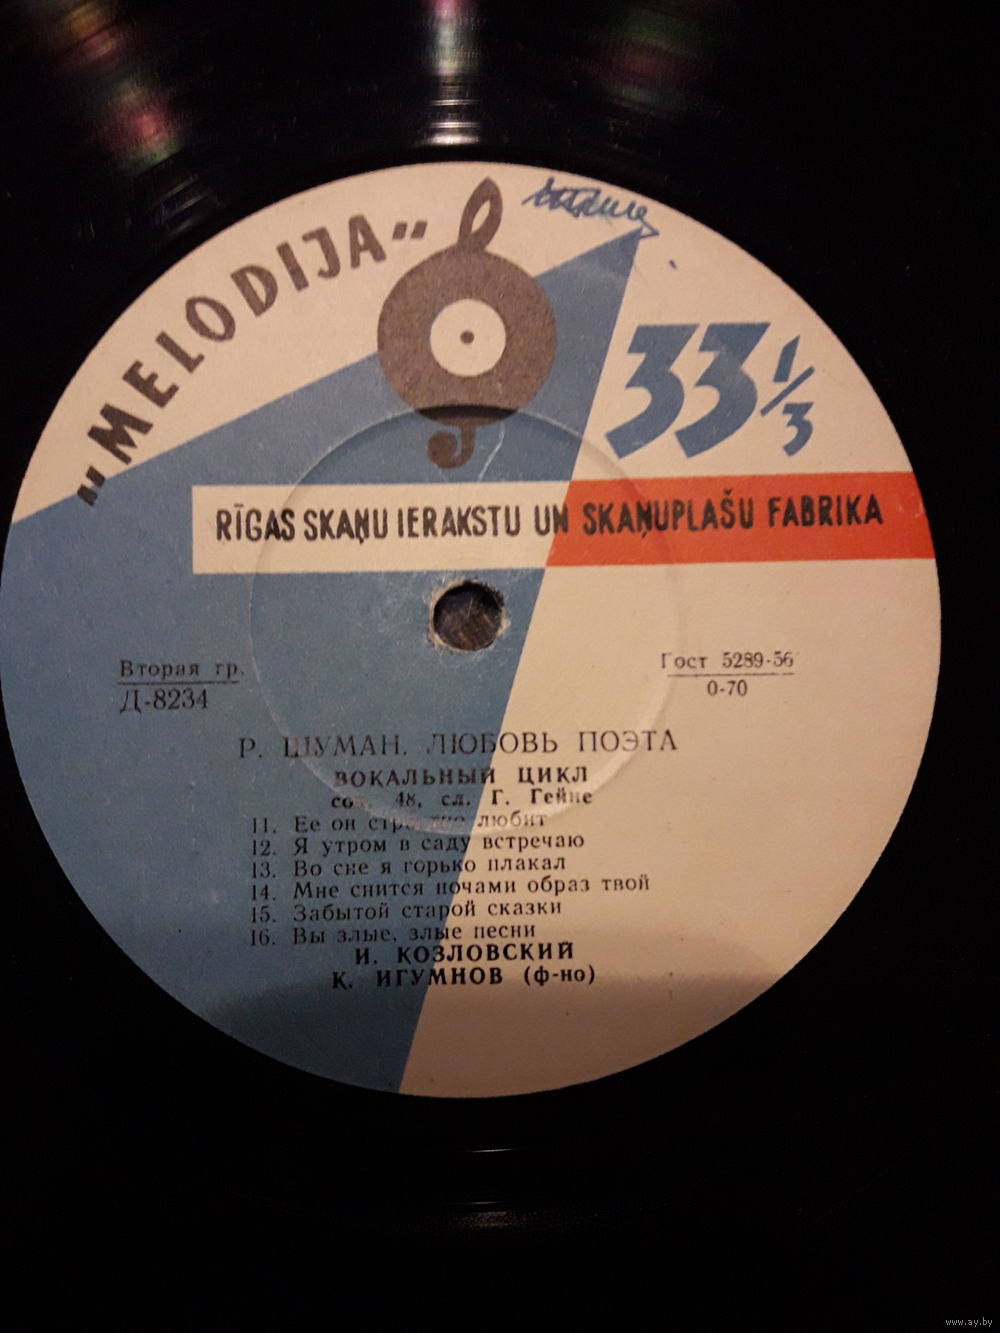 „MELODIJA”
33 1/3
RĪGAS SKAŅU IERAKSTU UN SKAŅUPLAŠU FABRIKA
Вторая гр.
Д-8234
Гост 5289-56
0-70
Р. ШУМАН. ЛЮБОВЬ ПОЭТА
ВОКАЛЬНЫЙ ЦИКЛ
соч. 48, сл. Г. Гейне
11. Ее он любит
12. Я утром в саду встречаю
13. Во сне я горько плакал
14. Мне снится ночами образ твой
15. Забытой старой сказки
16. Вы злые, злые песни
И. КОЗЛОВСКИЙ
К. ИГУМНОВ (ф-но)
www.ay.by